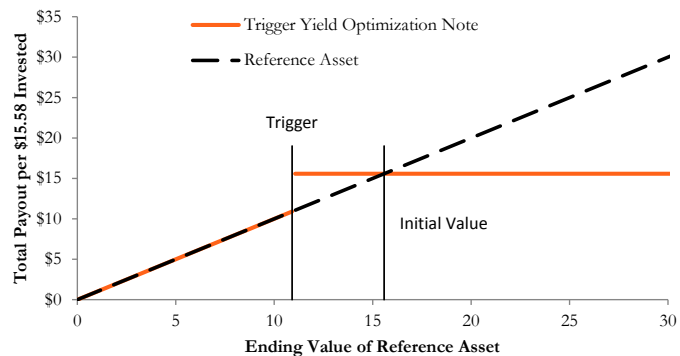 Trigger Yield Optimization Note
Reference Asset
Total Payout per $15.58 Invested
$35
$30
$25
$20
$15
$10
$5
$0
Trigger
Initial Value
0 5 10 15 20 25 30
Ending Value of Reference Asset